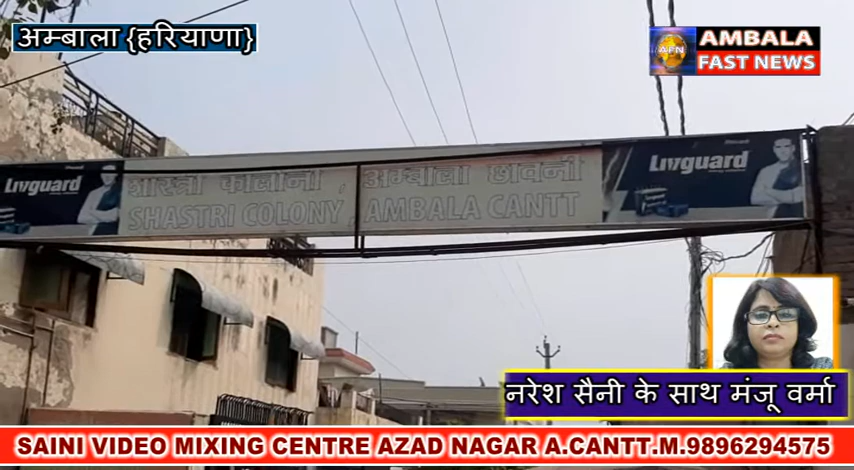 अम्बाला {हरियाणा}
AFN
AMBALA
FAST NEWS
Livguard
शास्त्री कालोनी , अम्बाला छावनी
SHASTRI COLONY, AMBALA CANTT
Livguard
नरेश सैनी के साथ मंजू वर्मा
SAINI VIDEO MIXING CENTRE AZAD NAGAR A.CANTT.M.9896294575